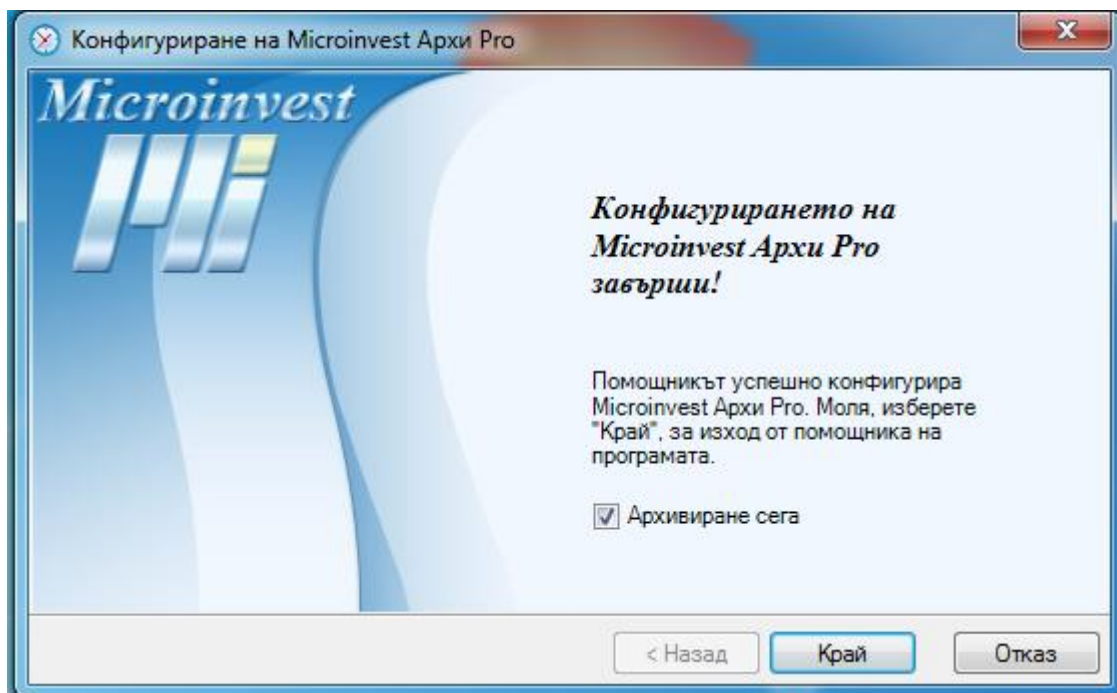 Конфигуриране на Microinvest Архи Pro
Microinvest
Конфигурирането на
Microinvest Архи Pro
завърши!
Помощникът успешно конфигурира
Microinvest Архи Pro. Моля, изберете
"Край", за изход от помощника на
програмата.
Архивиране сега
< Назад
Край
Отказ